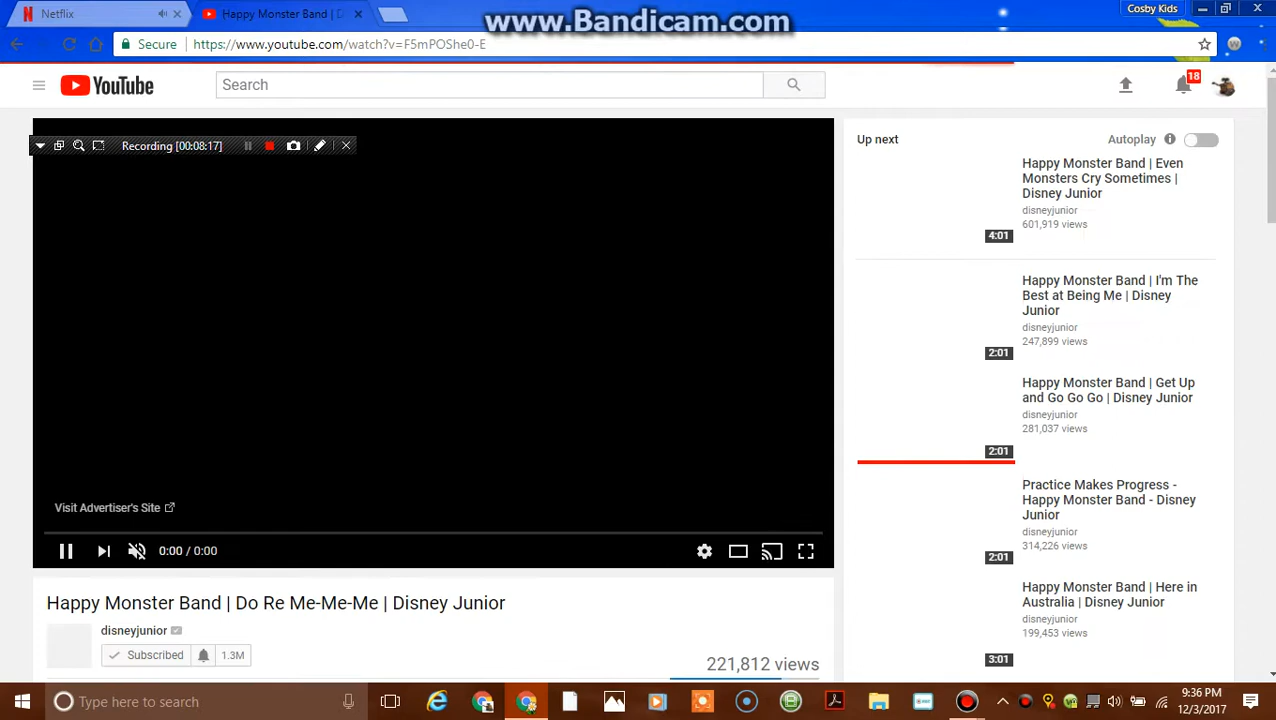 www.Bandicam.com
Netflix
Happy Monster Band | D
Cosby Kids
Secure
https://www.youtube.com/watch?v=F5mPOShe0-E
YouTube
Search
18
Recording [00:08:17]
Visit Advertiser's Site
0:00 / 0:00
Happy Monster Band | Do Re Me-Me-Me | Disney Junior
disneyjunior
Subscribed
1.3M
221,812 views
Up next
Autoplay
Happy Monster Band | Even
Monsters Cry Sometimes |
Disney Junior
disneyjunior
601,919 views
4:01
Happy Monster Band | I'm The
Best at Being Me | Disney
Junior
disneyjunior
247,899 views
2:01
Happy Monster Band | Get Up
and Go Go Go | Disney Junior
disneyjunior
281,037 views
2:01
Practice Makes Progress -
Happy Monster Band - Disney
Junior
disneyjunior
314,226 views
2:01
Happy Monster Band | Here in
Australia | Disney Junior
disneyjunior
199,453 views
3:01
Type here to search
9:36 PM
12/3/2017